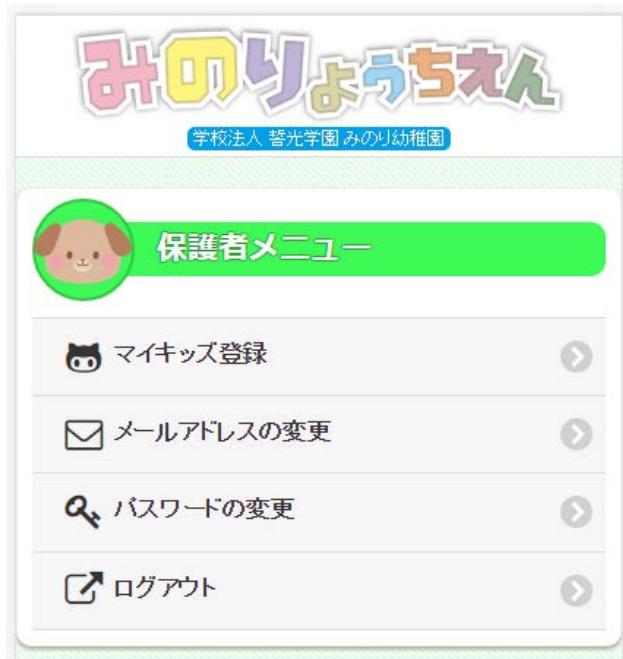 みのりようちえん
学校法人 誓光学園 みのり幼稚園
保護者メニュー
マイキッズ登録
メールアドレスの変更
パスワードの変更
ログアウト